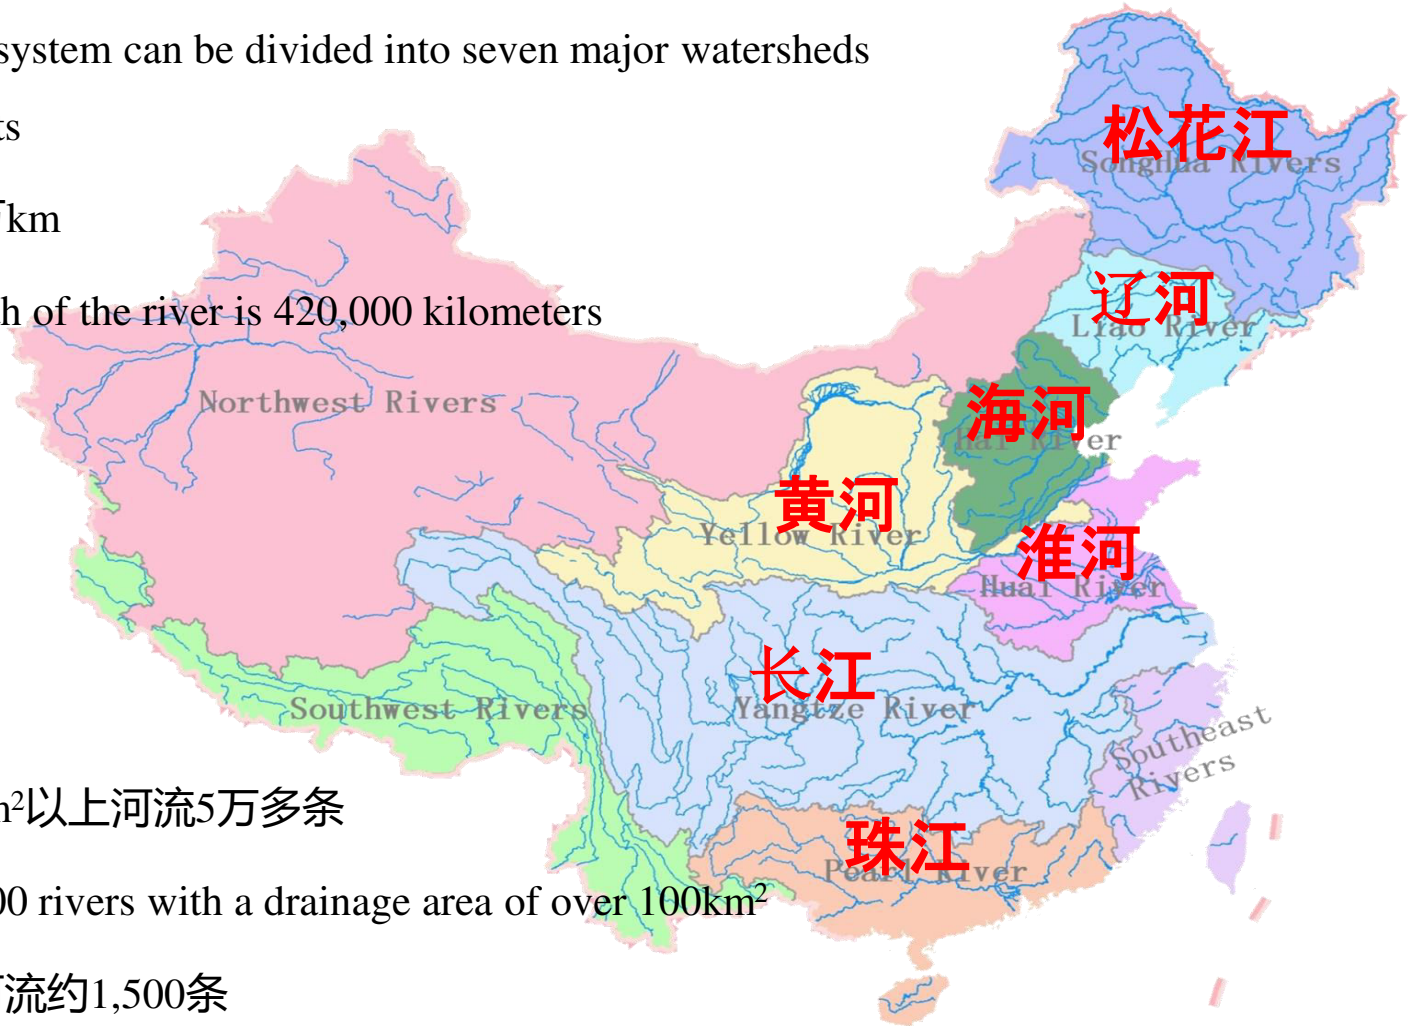 system can be divided into seven major watersheds
ts
km
h of the river is 420,000 kilometers
松花江
SongHua Rivers
辽河
Liao River
Northwest Rivers
海河
Hai River
黄河
Yellow River
淮河
Huai River
长江
Yangtze River
Southwest Rivers
Southeast
Rivers
m²以上河流5万多条
珠江
Pearl River
00 rivers with a drainage area of over 100km²
流约1,500条